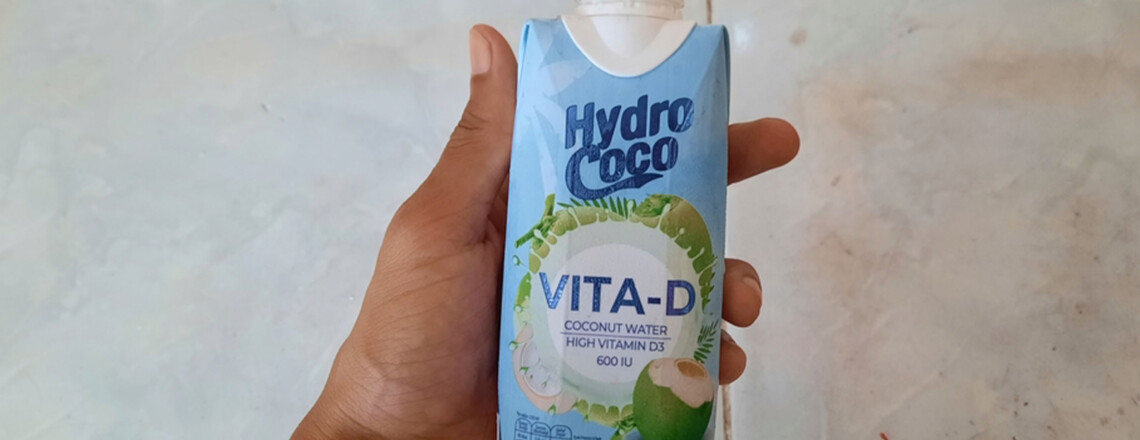 Hydro
Coco
VITA-D
COCONUT WATER
HIGH VITAMIN D3
600 IU